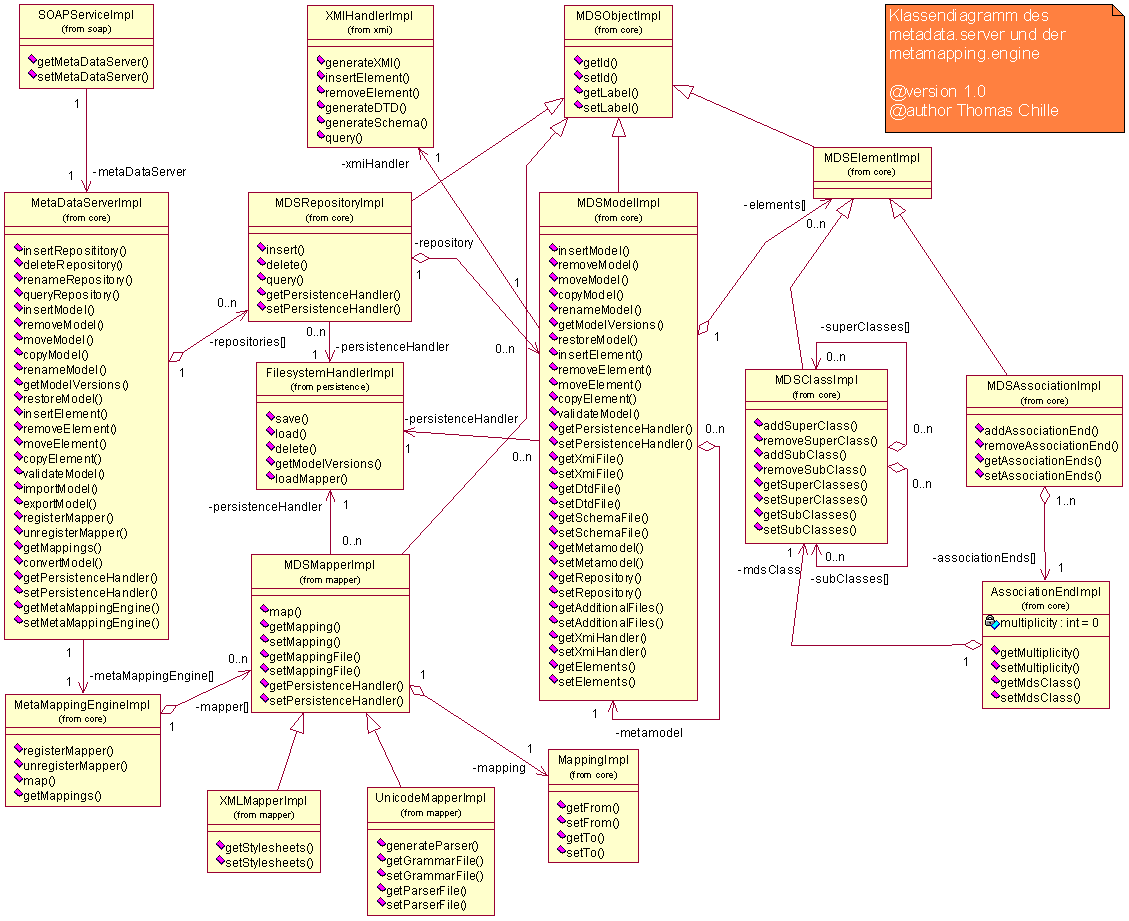 SOAPServiceImpl
(from soap)
getMetaDataServer()
setMetaDataServer()
1
1
-metaDataServer
XMIHandlerImpl
(from xmi)
generateXMI()
insertElement()
removeElement()
generateDTD()
generateSchema()
query()
1
-xmiHandler
1
MDSObjectImpl
(from core)
getId()
setId()
getLabel()
setLabel()
Klassendiagramm des
metadata.server und der
metamapping.engine
@version 1.0
@author Thomas Chille
MDSElementImpl
(from core)
-elements[]
0..n
1
MetaDataServerImpl
(from core)
insertReposititory()
deleteRepository()
renameRepository()
queryRepository()
insertModel()
removeModel()
moveModel()
copyModel()
renameModel()
getModelVersions()
restoreModel()
insertElement()
removeElement()
moveElement()
copyElement()
validateModel()
importModel()
exportModel()
registerMapper()
unregisterMapper()
getMappings()
convertModel()
getPersistenceHandler()
setPersistenceHandler()
getMetaMappingEngine()
setMetaMappingEngine()
0..n
-repositories[]
1
MDSRepositoryImpl
(from core)
insert()
delete()
query()
getPersistenceHandler()
setPersistenceHandler()
-repository
1
0..n
0..n
1
-persistenceHandler
FilesystemHandlerImpl
(from persistence)
save()
load()
delete()
getModelVersions()
loadMapper()
-persistenceHandler
1
0..n
-persistenceHandler
1
0..n
MDSModelImpl
(from core)
insertModel()
removeModel()
moveModel()
copyModel()
renameModel()
getModelVersions()
restoreModel()
insertElement()
removeElement()
moveElement()
copyElement()
validateModel()
getPersistenceHandler()
setPersistenceHandler()
getXmiFile()
setXmiFile()
getDtdFile()
setDtdFile()
getSchemaFile()
setSchemaFile()
getMetamodel()
setMetamodel()
getRepository()
setRepository()
getAdditionalFiles()
setAdditionalFiles()
getXmiHandler()
setXmiHandler()
getElements()
setElements()
0..n
1
-metamodel
-superClasses[]
0..n
MDSClassImpl
(from core)
addSuperClass()
removeSuperClass()
addSubClass()
removeSubClass()
getSuperClasses()
setSuperClasses()
getSubClasses()
setSubClasses()
0..n
0..n
1
-mdsClass
0..n
-subClasses[]
MDSAssociationImpl
(from core)
addAssociationEnd()
removeAssociationEnd()
getAssociationEnds()
setAssociationEnds()
1..n
-associationEnds[]
1
AssociationEndImpl
(from core)
multiplicity : int = 0
getMultiplicity()
setMultiplicity()
getMdsClass()
setMdsClass()
1
MDSMapperImpl
(from mapper)
map()
getMapping()
setMapping()
getMappingFile()
setMappingFile()
getPersistenceHandler()
setPersistenceHandler()
1
1
-metaMappingEngine[]
0..n
-mapper[]
1
MetaMappingEngineImpl
(from core)
registerMapper()
unregisterMapper()
map()
getMappings()
1
1
-mapping
MappingImpl
(from core)
getFrom()
setFrom()
getTo()
setTo()
XMLMapperImpl
(from mapper)
getStylesheets()
setStylesheets()
UnicodeMapperImpl
(from mapper)
generateParser()
getGrammarFile()
setGrammarFile()
getParserFile()
setParserFile()